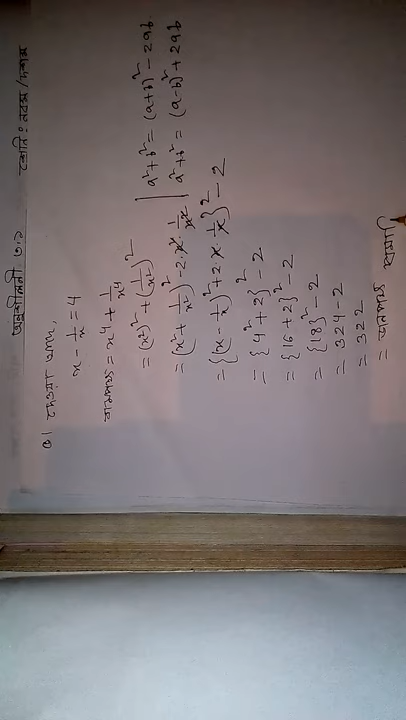 অনুশীলনী: ৩.১ শ্রেণি: নবম/দশম
৩। দেওয়া আছে,
x - 1/x = 4
বামপক্ষ = x⁴ + 1/x⁴
= (x²)² + (1/x²)² | a²+b² = (a+b)² - 2ab
= (x² + 1/x²)² - 2.x².1/x² | a²+b² = (a-b)² + 2ab
= {(x - 1/x)² + 2.x.1/x}² - 2
= {4² + 2}² - 2
= {16 + 2}² - 2
= {18}² - 2
= 324 - 2
= 322
= ডানপক্ষ